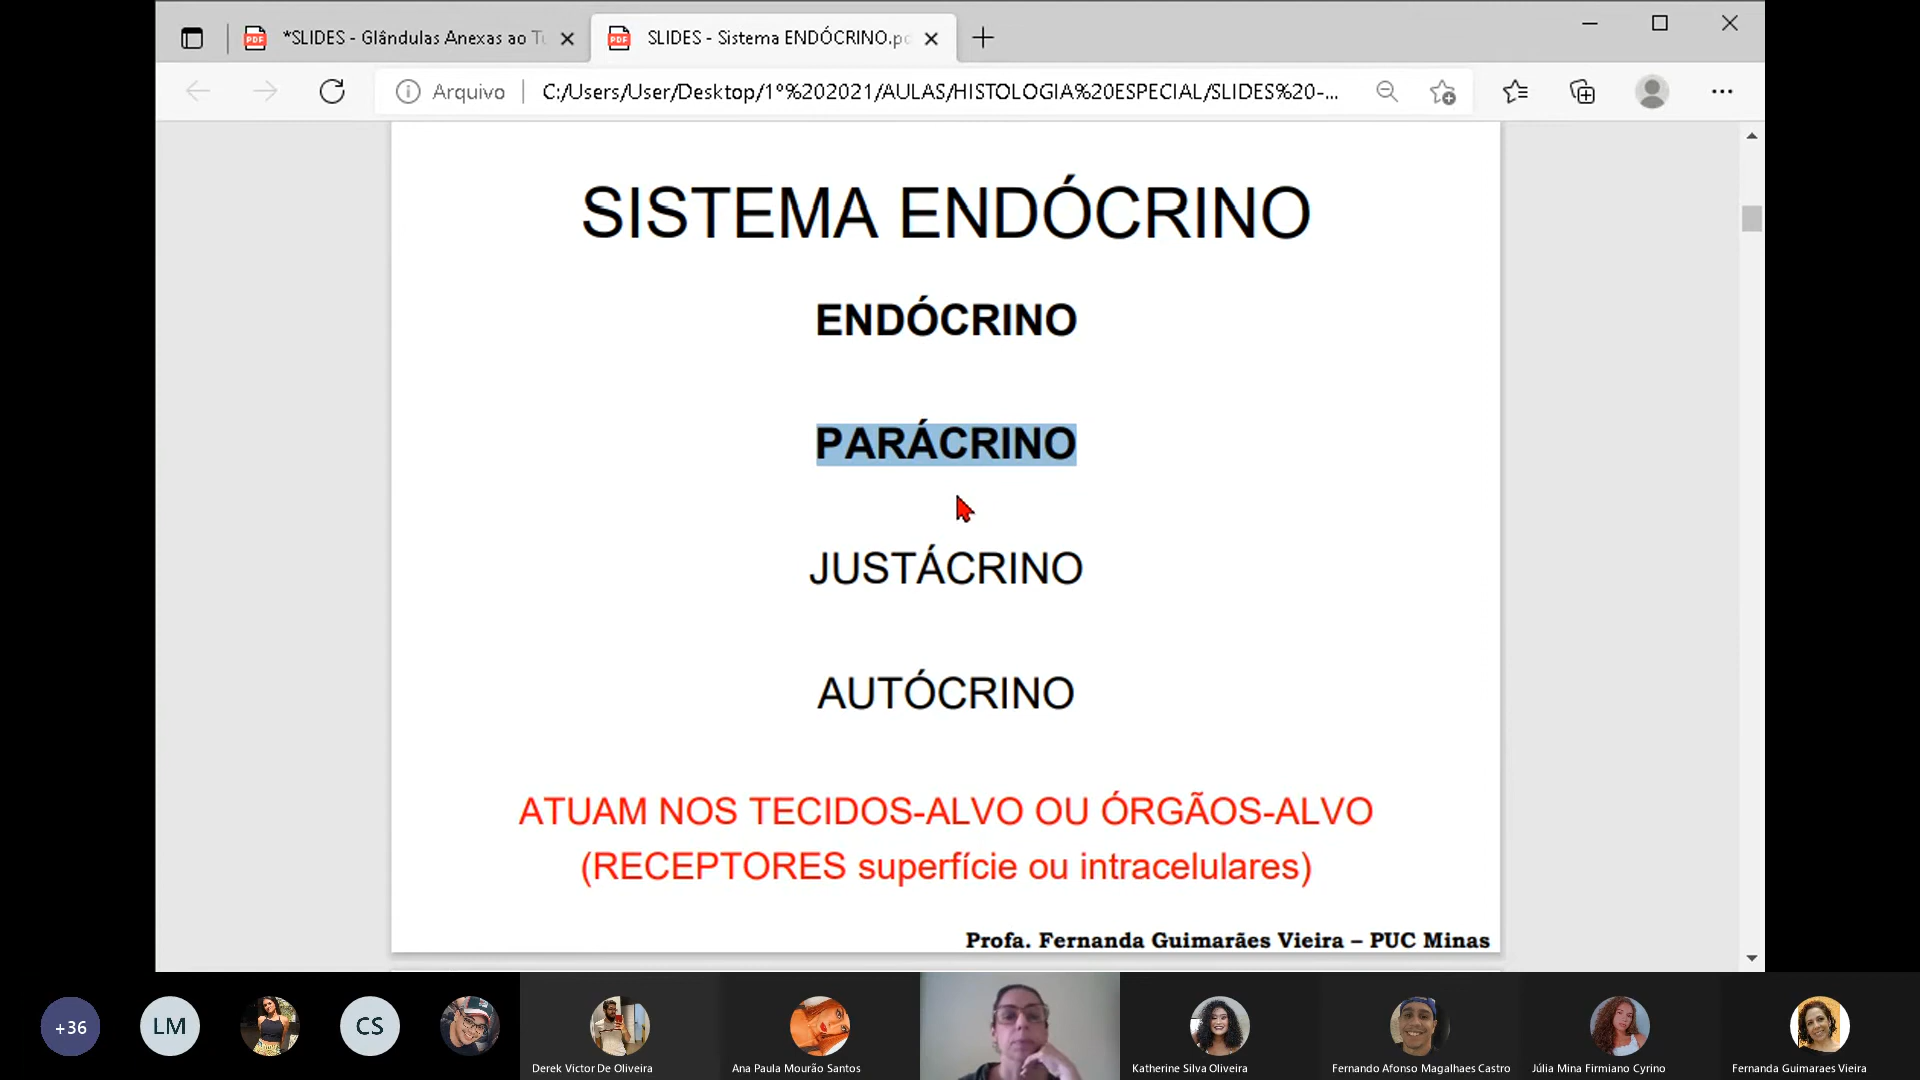 *SLIDES - Glândulas Anexas ao T
SLIDES - Sistema ENDÓCRINO.p
Arquivo
C:/Users/User/Desktop/1º%202021/AULAS/HISTOLOGIA%20ESPECIAL/SLIDES%20-...
SISTEMA ENDÓCRINO
ENDÓCRINO
PARÁCRINO
JUSTÁCRINO
AUTÓCRINO
ATUAM NOS TECIDOS-ALVO OU ÓRGÃOS-ALVO
(RECEPTORES superfície ou intracelulares)
Profa. Fernanda Guimarães Vieira – PUC Minas
+36
LM
CS
Derek Victor De Oliveira
Ana Paula Mourão Santos
Katherine Silva Oliveira
Fernando Afonso Magalhaes Castro
Júlia Mina Firmiano Cyrino
Fernanda Guimaraes Vieira